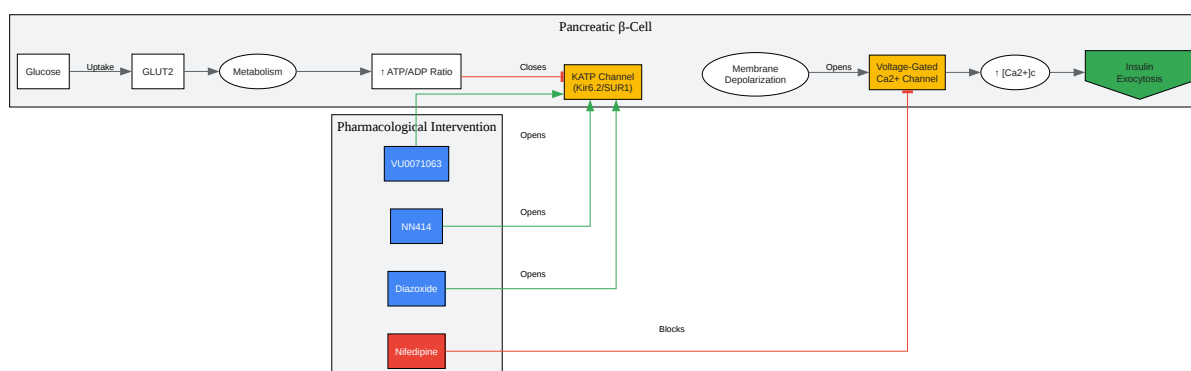 Pancreatic β-Cell
Glucose
Uptake
GLUT2
Metabolism
↑ ATP/ADP Ratio
Closes
KATP Channel
(Kir6.2/SUR1)
Membrane
Depolarization
Opens
Voltage-Gated
Ca2+ Channel
↑ [Ca2+]c
Insulin
Exocytosis
Pharmacological Intervention
VU0071063
Opens
NN414
Opens
Diazoxide
Opens
Nifedipine
Blocks